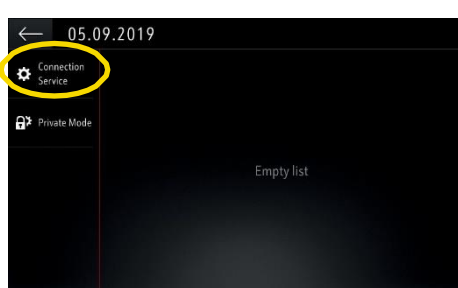 05.09.2019
Connection
Service
Private Mode
Empty list